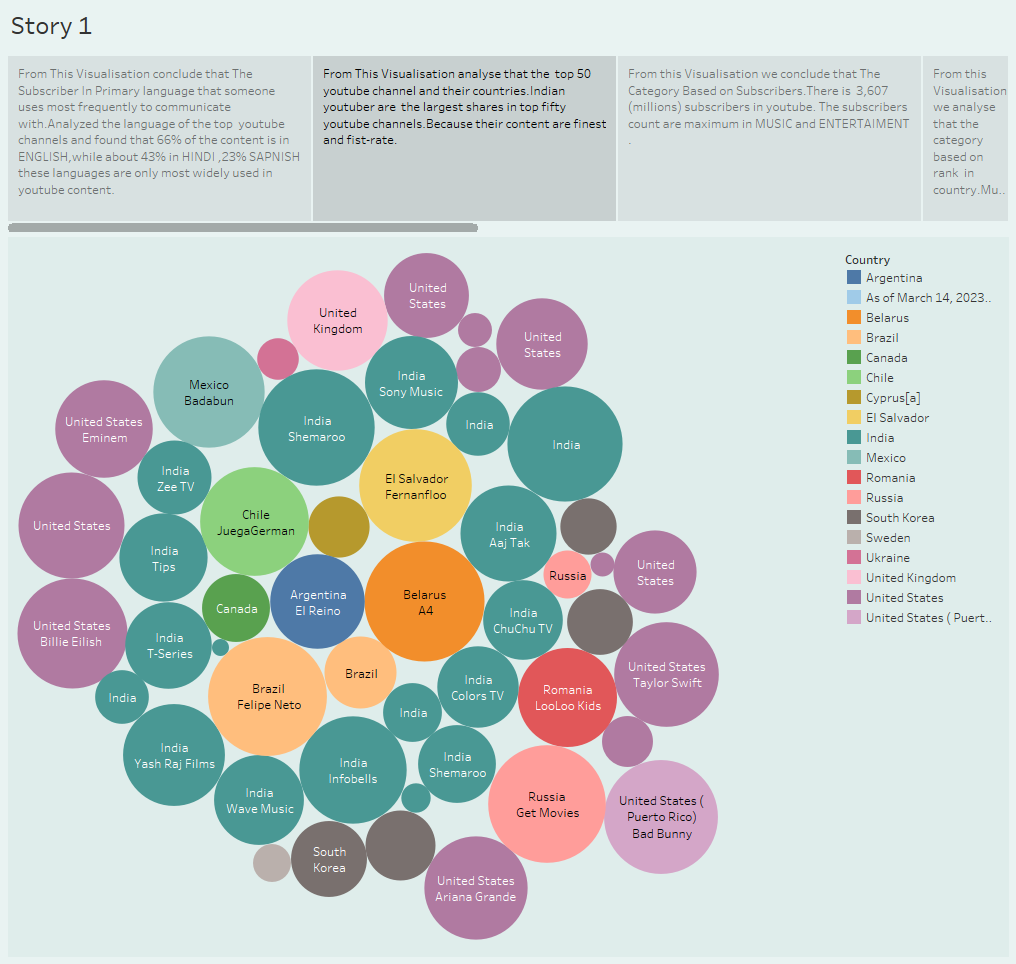 Story 1
From This Visualisation conclude that The
Subscriber In Primary language that someone
uses most frequently to communicate
with.Analyzed the language of the top youtube
channels and found that 66% of the content is in
ENGLISH,while about 43% in HINDI ,23% SAPNISH
these languages are only most widely used in
youtube content.
From This Visualisation analyse that the top 50
youtube channel and their countries.Indian
youtuber are the largest shares in top fifty
youtube channels.Because their content are finest
and fist-rate.
From this Visualisation we conclude that The
Category Based on Subscribers.There is 3,607
(millions) subscribers in youtube. The subscribers
count are maximum in MUSIC and ENTERTAIMENT
.
From this
Visualisation
we analyse
that the
category
based on
rank in
country.Mu..
United
States
United
Kingdom
United
States
Mexico
Badabun
India
Sony Music
United States
Eminem
India
Shemaroo
India
India
India
Zee TV
El Salvador
Fernanfloo
United States
Chile
JuegaGerman
India
Aaj Tak
India
Tips
Russia
United
States
Canada
Argentina
El Reino
Belarus
A4
India
ChuChu TV
United States
Billie Eilish
India
T-Series
Brazil
United States
Taylor Swift
India
Brazil
Felipe Neto
India
Colors TV
Romania
LooLoo Kids
India
India
Yash Raj Films
India
Infobells
India
Shemaroo
India
Wave Music
Russia
Get Movies
United States (
Puerto Rico)
Bad Bunny
South
Korea
United States
Ariana Grande
Country
Argentina
As of March 14, 2023..
Belarus
Brazil
Canada
Chile
Cyprus[a]
El Salvador
India
Mexico
Romania
Russia
South Korea
Sweden
Ukraine
United Kingdom
United States
United States ( Puert..